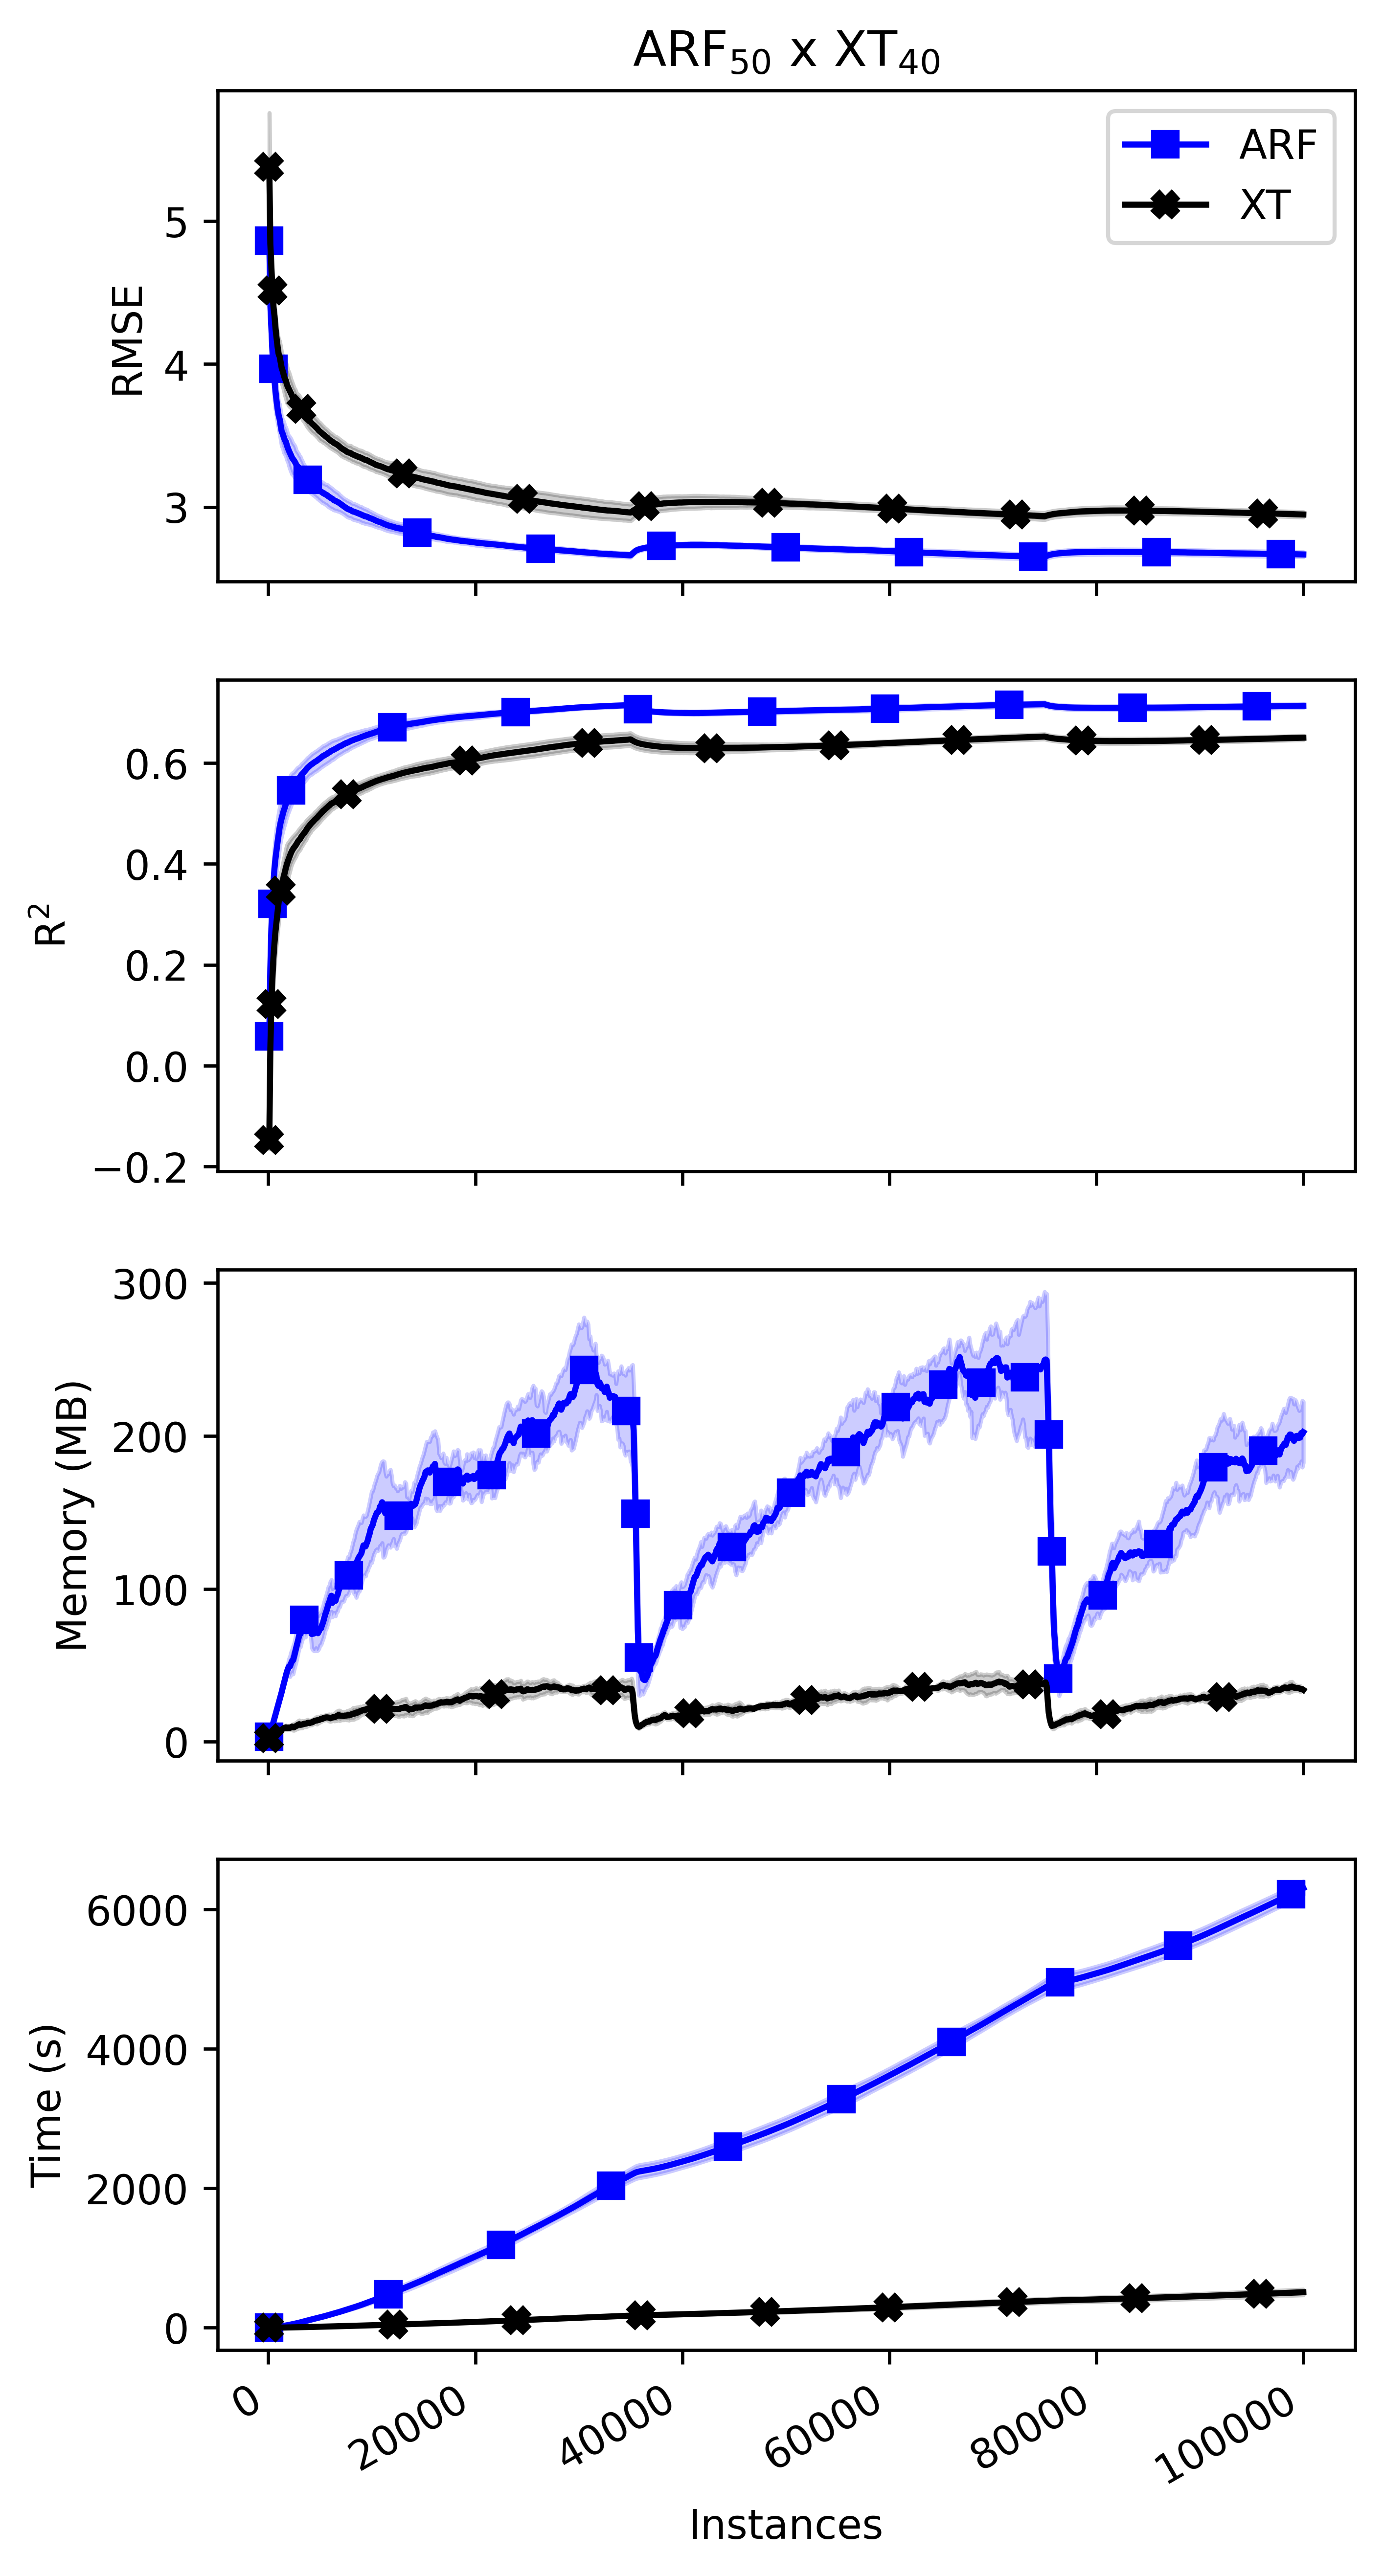 ARF₅₀ x XT₄₀
ARF
XT
RMSE
5
4
3
R²
0.6
0.4
0.2
0.0
−0.2
Memory (MB)
300
200
100
0
Time (s)
6000
4000
2000
0
0
20000
40000
60000
80000
100000
Instances